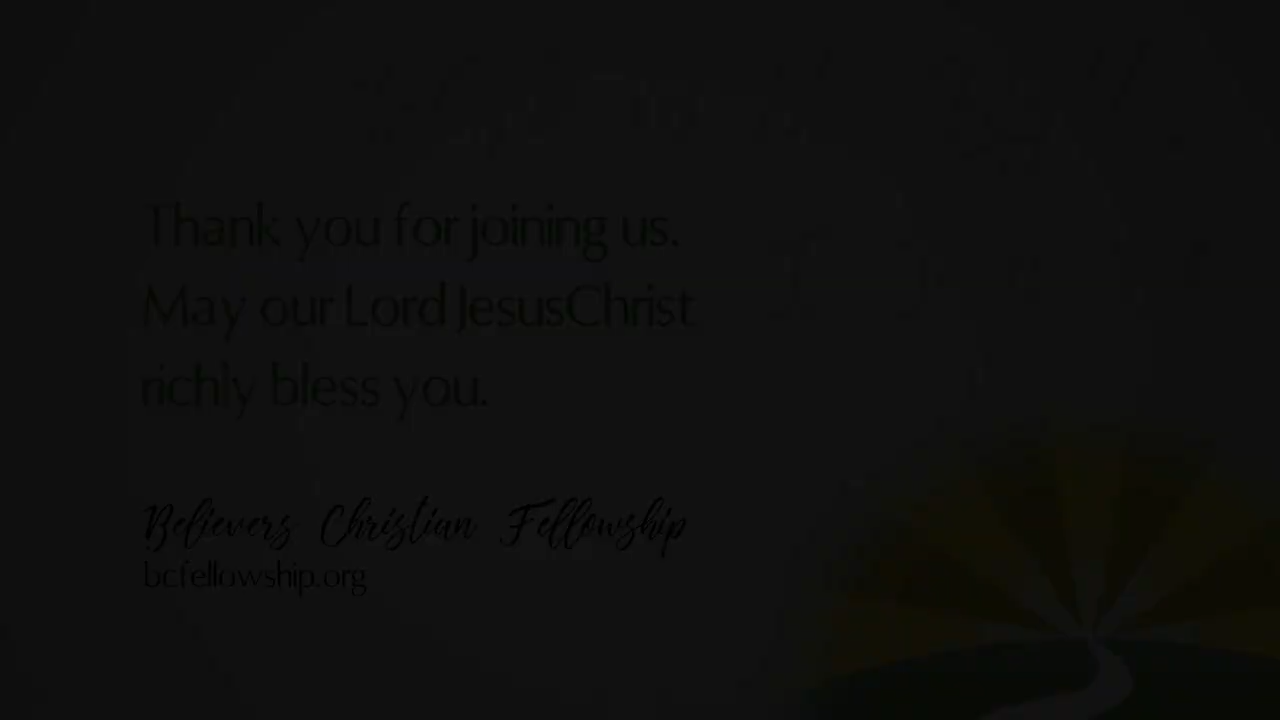 Thank you for joining us.
May our Lord JesusChrist
richly bless you.
Believers Christian Fellowship
bcfellowship.org